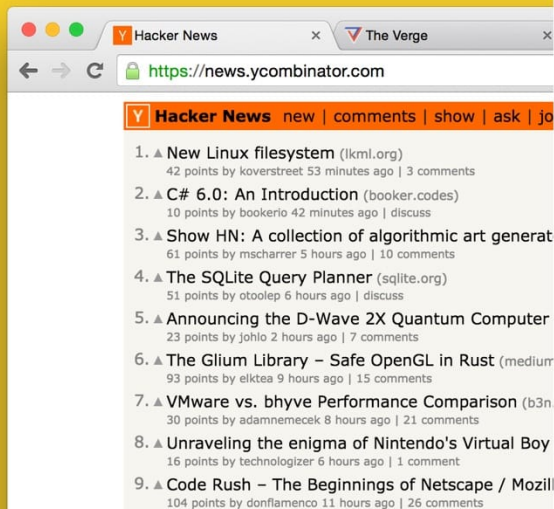 Hacker News
The Verge
https://news.ycombinator.com
Y Hacker News new | comments | show | ask | jo
1. New Linux filesystem (lkml.org)
42 points by koverstreet 53 minutes ago | 3 comments
2. C# 6.0: An Introduction (booker.codes)
10 points by bookerio 42 minutes ago | discuss
3. Show HN: A collection of algorithmic art generat
61 points by mscharrer 5 hours ago | 10 comments
4. The SQLite Query Planner (sqlite.org)
51 points by otoolep 6 hours ago | discuss
5. Announcing the D-Wave 2X Quantum Computer
23 points by johlo 2 hours ago | 7 comments
6. The Glium Library – Safe OpenGL in Rust (medium
93 points by elktea 9 hours ago | 15 comments
7. VMware vs. bhyve Performance Comparison (b3n.
30 points by adamnemecek 8 hours ago | 21 comments
8. Unraveling the enigma of Nintendo's Virtual Boy
16 points by technologizer 6 hours ago | 1 comment
9. Code Rush – The Beginnings of Netscape / Mozil
104 points by donflamenco 11 hours ago | 26 comments